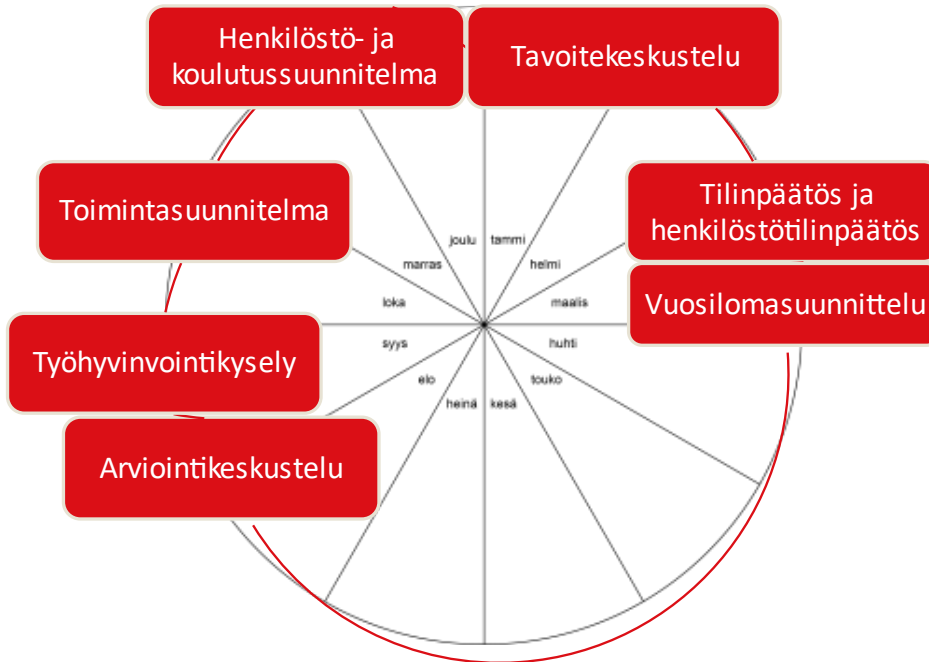 Henkilöstö- ja
koulutussuunnitelma
Tavoitekeskustelu
Toimintasuunnitelma
Tilinpäätös ja
henkilöstötilinpäätös
Vuosilomasuunnittelu
Työhyvinvointikysely
Arviointikeskustelu
joulu
tammi
marras
helmi
loka
maalis
syys
huhti
elo
touko
heinä
kesä